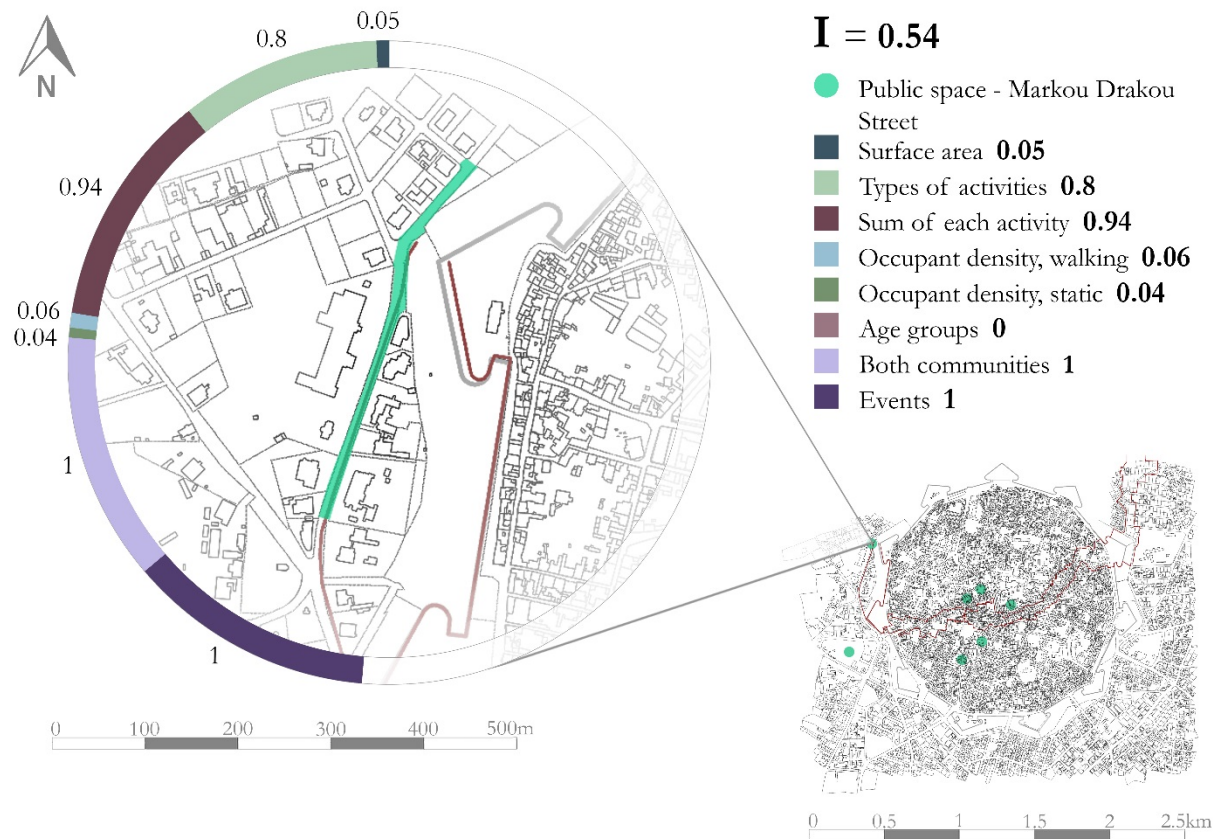 N
0.05
0.8
0.94
0.06
0.04
1
1
0 100 200 300 400 500m
I = 0.54
Public space - Markou Drakou
Street
Surface area 0.05
Types of activities 0.8
Sum of each activity 0.94
Occupant density, walking 0.06
Occupant density, static 0.04
Age groups 0
Both communities 1
Events 1
0 0.5 1 2 2.5km